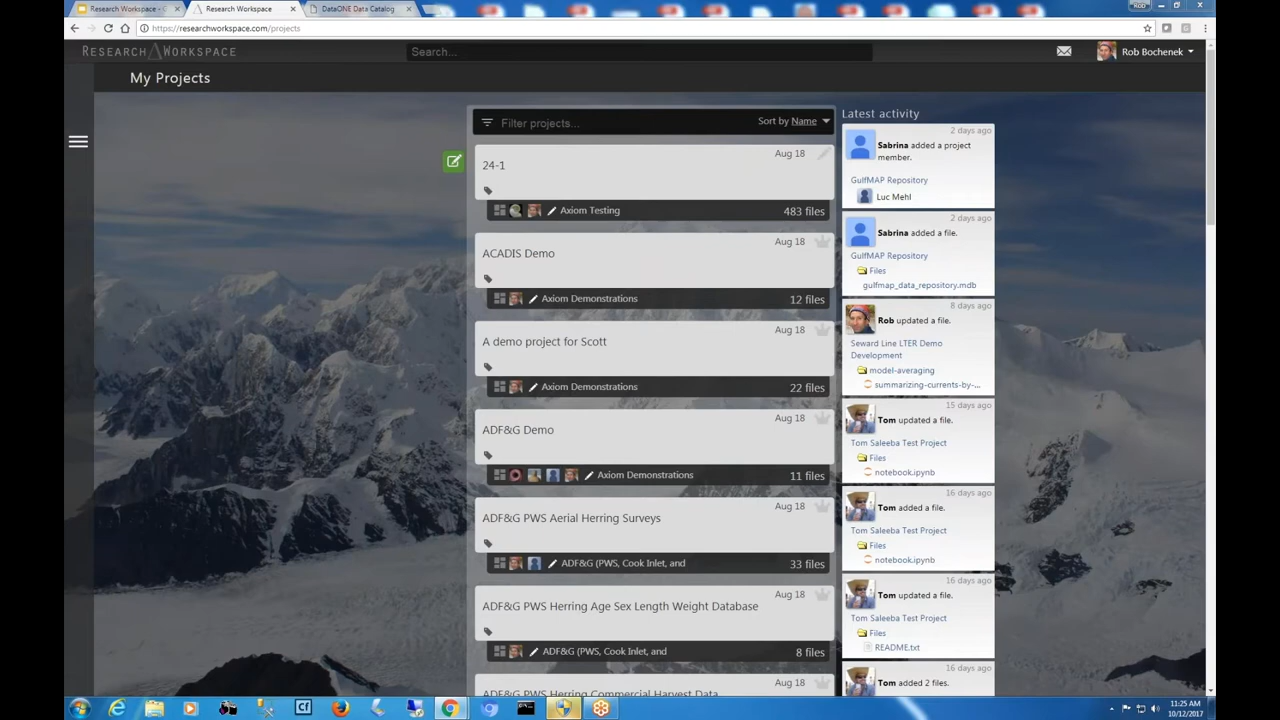 Research Workspace - G
Research Workspace
DataONE Data Catalog
Rob
https://researchworkspace.com/projects
RESEARCH WORKSPACE
Search...
Rob Bochenek
My Projects
Filter projects...
Sort by Name
Aug 18
24-1
Axiom Testing
483 files
Aug 18
ACADIS Demo
Axiom Demonstrations
12 files
Aug 18
A demo project for Scott
Axiom Demonstrations
22 files
Aug 18
ADF&G Demo
Axiom Demonstrations
11 files
Aug 18
ADF&G PWS Aerial Herring Surveys
ADF&G (PWS, Cook Inlet, and
33 files
Aug 18
ADF&G PWS Herring Age Sex Length Weight Database
ADF&G (PWS, Cook Inlet, and
8 files
Aug 18
ADF&G PWS Herring Commercial Harvest Data
Latest activity
2 days ago
Sabrina added a project
member.
GulfMAP Repository
Luc Mehl
2 days ago
Sabrina added a file.
GulfMAP Repository
Files
gulfmap_data_repository.mdb
8 days ago
Rob updated a file.
Seward Line LTER Demo
Development
model-averaging
summarizing-currents-by-...
15 days ago
Tom updated a file.
Tom Saleeba Test Project
Files
notebook.ipynb
16 days ago
Tom added a file.
Tom Saleeba Test Project
Files
notebook.ipynb
16 days ago
Tom updated a file.
Tom Saleeba Test Project
Files
README.txt
16 days ago
Tom added 2 files.
Cf
11:25 AM
10/12/2017